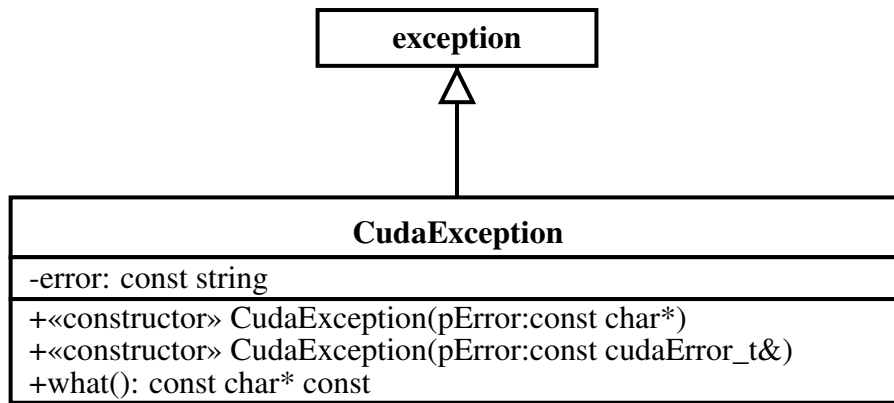 exception
CudaException
-error: const string
+«constructor» CudaException(pError:const char*)
+«constructor» CudaException(pError:const cudaError_t&)
+what(): const char* const